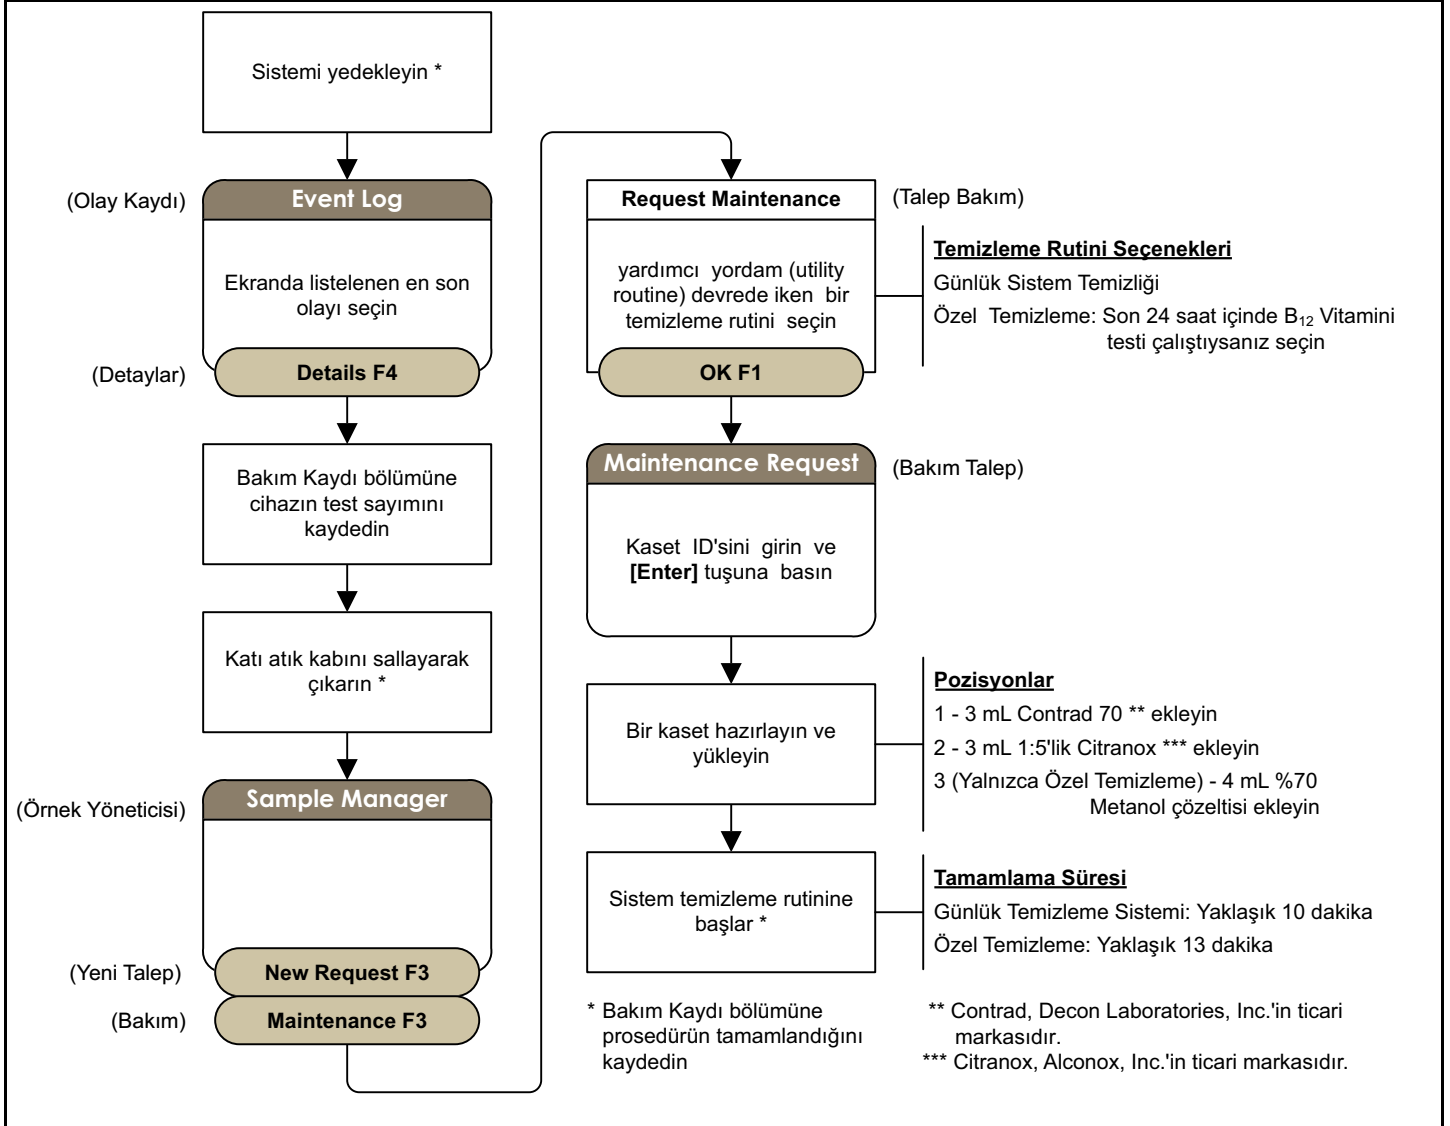 Sistemi yedekleyin *
(Olay Kaydı)
Event Log
Ekranda listelenen en son
olayı seçin
(Detaylar)
Details F4
Bakım Kaydı bölümüne
cihazın test sayımını
kaydedin
Katı atık kabını sallayarak
çıkarın *
(Örnek Yöneticisi)
Sample Manager
(Yeni Talep)
New Request F3
(Bakım)
Maintenance F3
Request Maintenance
(Talep Bakım)
yardımcı yordam (utility
routine) devrede iken bir
temizleme rutini seçin
OK F1
Temizleme Rutini Seçenekleri
Günlük Sistem Temizliği
Özel Temizleme: Son 24 saat içinde B₁₂ Vitamini
testi çalıştıysanız seçin
Maintenance Request
(Bakım Talep)
Kaset ID'sini girin ve
[Enter] tuşuna basın
Bir kaset hazırlayın ve
yükleyin
Pozisyonlar
1 - 3 mL Contrad 70 ** ekleyin
2 - 3 mL 1:5'lik Citranox *** ekleyin
3 (Yalnızca Özel Temizleme) - 4 mL %70
Metanol çözeltisi ekleyin
Sistem temizleme rutinine
başlar *
Tamamlama Süresi
Günlük Temizleme Sistemi: Yaklaşık 10 dakika
Özel Temizleme: Yaklaşık 13 dakika
* Bakım Kaydı bölümüne
prosedürün tamamlandığını
kaydedin
** Contrad, Decon Laboratories, Inc.'in ticari
markasıdır.
*** Citranox, Alconox, Inc.'in ticari markasıdır.